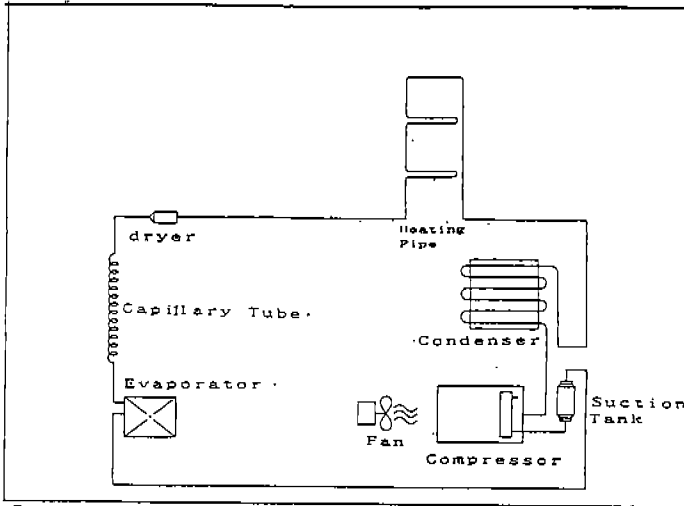 Heating
Pipe
dryer
Capillary Tube
Condenser
Evaporator
Suction
Tank
Fan
Compressor